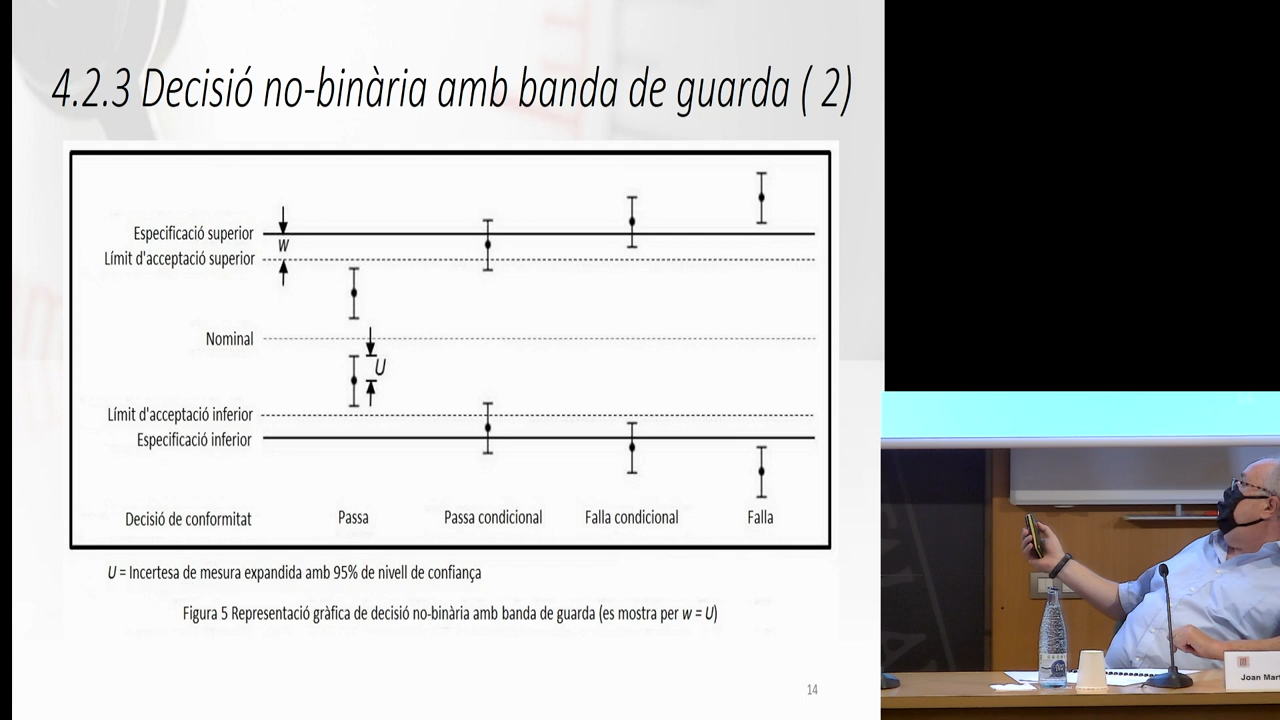 4.2.3 Decisió no-binària amb banda de guarda ( 2)
Especificació superior
w
Límit d'acceptació superior
Nominal
U
Límit d'acceptació inferior
Especificació inferior
Decisió de conformitat
Passa
Passa condicional
Falla condicional
Falla
U = Incertesa de mesura expandida amb 95% de nivell de confiança
Figura 5 Representació gràfica de decisió no-binària amb banda de guarda (es mostra per w = U)
14
Joan